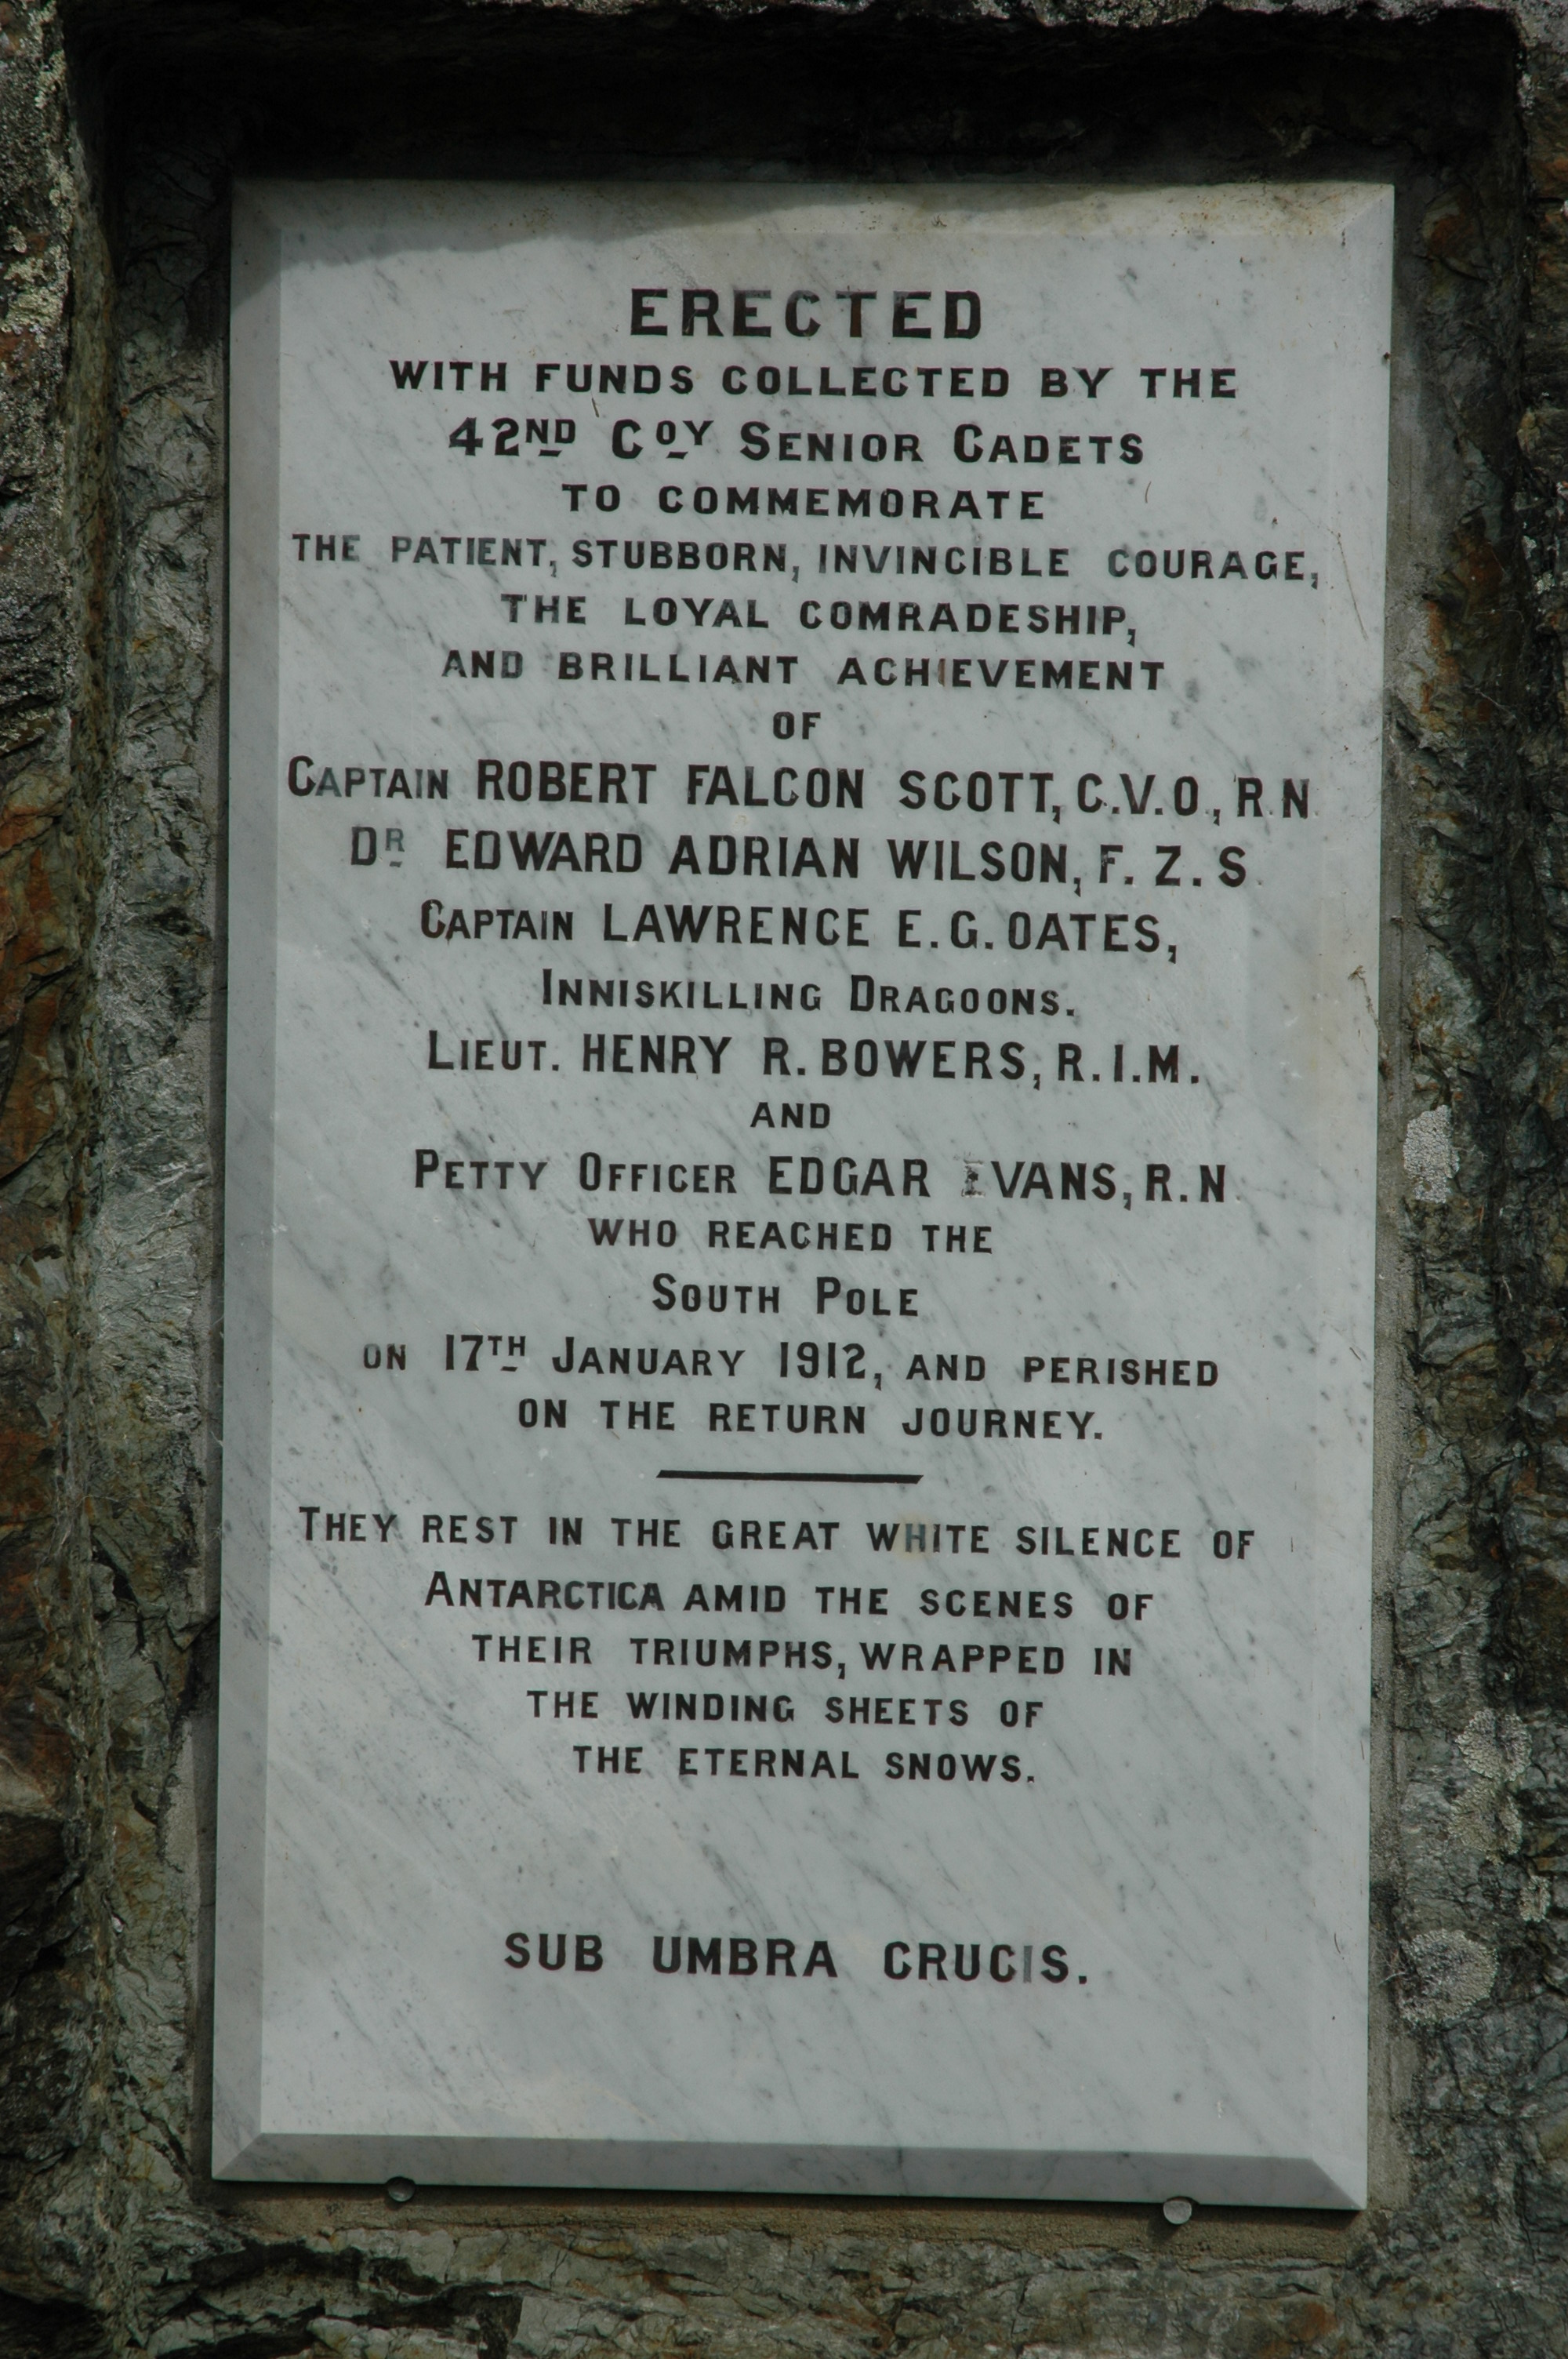 ERECTED
WITH FUNDS COLLECTED BY THE
42ND COY SENIOR CADETS
TO COMMEMORATE
THE PATIENT, STUBBORN, INVINCIBLE COURAGE,
THE LOYAL COMRADESHIP,
AND BRILLIANT ACHIEVEMENT
OF
CAPTAIN ROBERT FALCON SCOTT, C.V.O., R.N.
DR EDWARD ADRIAN WILSON, F. Z. S.
CAPTAIN LAWRENCE E. G. OATES,
INNISKILLING DRAGOONS.
LIEUT. HENRY R. BOWERS, R.I.M.
AND
PETTY OFFICER EDGAR EVANS, R.N.
WHO REACHED THE
SOUTH POLE
ON 17TH JANUARY 1912, AND PERISHED
ON THE RETURN JOURNEY.
THEY REST IN THE GREAT WHITE SILENCE OF
ANTARCTICA AMID THE SCENES OF
THEIR TRIUMPHS, WRAPPED IN
THE WINDING SHEETS OF
THE ETERNAL SNOWS.
SUB UMBRA CRUCIS.